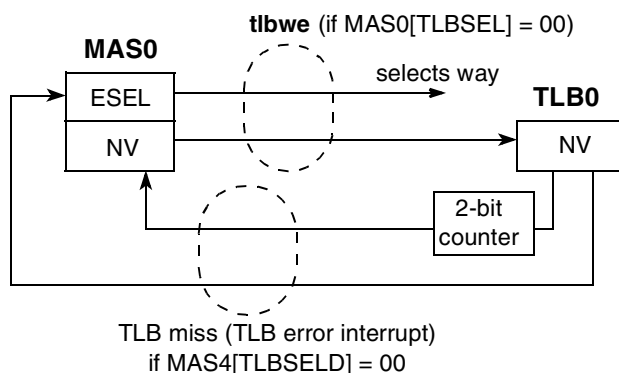 tlbwe (if MAS0[TLBSEL] = 00)
MAS0
selects way
TLB0
ESEL
NV
NV
2-bit
counter
TLB miss (TLB error interrupt)
if MAS4[TLBSELD] = 00